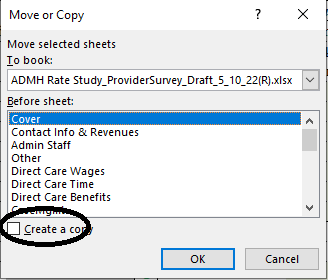 Move or Copy
Move selected sheets
To book:
ADMH Rate Study_ProviderSurvey_Draft_5_10_22(R).xlsx
Before sheet:
Cover
Contact Info & Revenues
Admin Staff
Other
Direct Care Wages
Direct Care Time
Direct Care Benefits
Create a copy
OK
Cancel